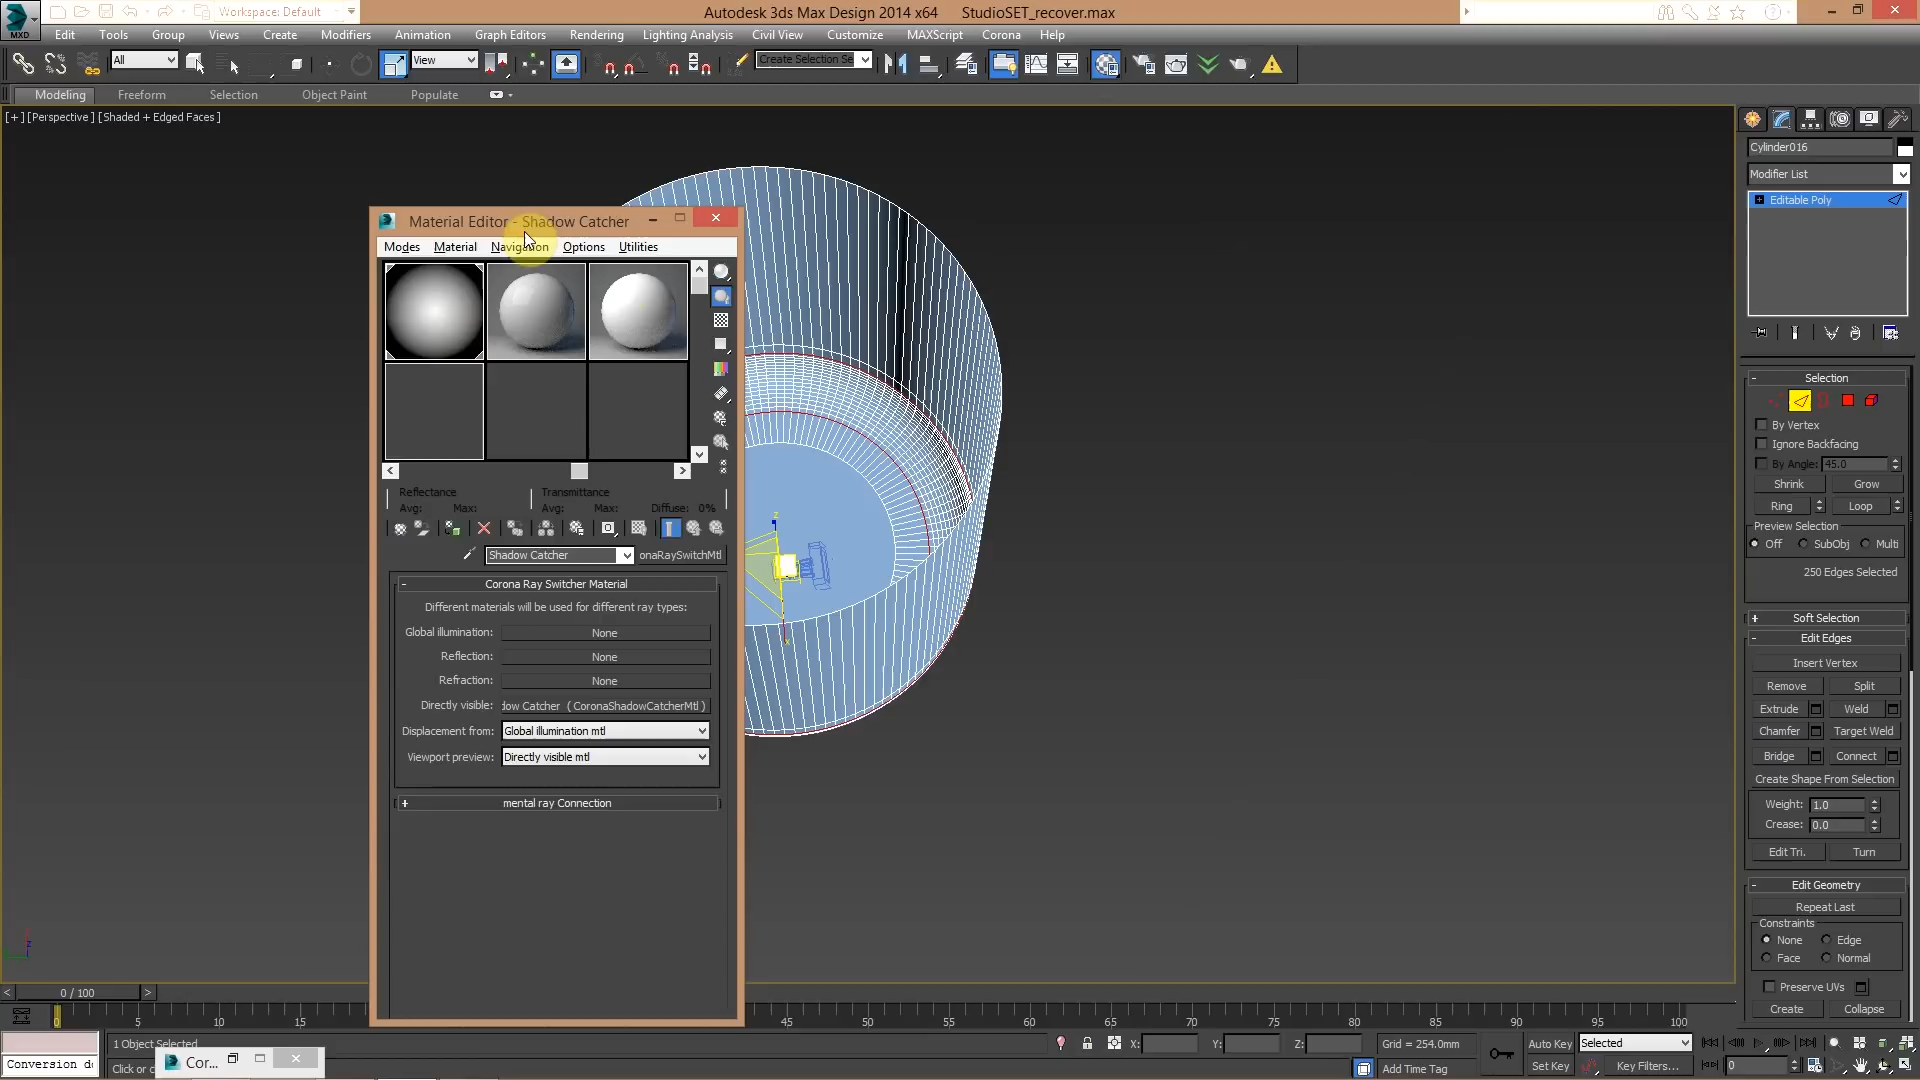 MXD
Workspace: Default
Autodesk 3ds Max Design 2014 x64 StudioSET_recover.max
Edit Tools Group Views Create Modifiers Animation Graph Editors Rendering Lighting Analysis Civil View Customize MAXScript Corona Help
All
View
Create Selection Se
Modeling Freeform Selection Object Paint Populate
[+] [Perspective] [Shaded + Edged Faces]
Material Editor - Shadow Catcher
Modes Material Navigation Options Utilities
Reflectance
Avg: Max:
Transmittance
Avg: Max: Diffuse: 0%
Shadow Catcher
onaRaySwitchMtl
- Corona Ray Switcher Material
Different materials will be used for different ray types:
Global illumination: None
Reflection: None
Refraction: None
Directly visible: dow Catcher ( CoronaShadowCatcherMtl )
Displacement from: Global illumination mtl
Viewport preview: Directly visible mtl
+ mental ray Connection
z
x
Cylinder016
Modifier List
Editable Poly
- Selection
By Vertex
Ignore Backfacing
By Angle: 45.0
Shrink Grow
Ring Loop
Preview Selection
Off SubObj Multi
250 Edges Selected
+ Soft Selection
- Edit Edges
Insert Vertex
Remove Split
Extrude Weld
Chamfer Target Weld
Bridge Connect
Create Shape From Selection
Weight: 1.0
Crease: 0.0
Edit Tri. Turn
- Edit Geometry
Repeat Last
Constraints
None Edge
Face Normal
Preserve UVs
Create Collapse
z
< 0 / 100 >
0 5 10 15 45 50 55 60 65 70 75 80 85 90 95 100
1 Object Selected
X: Y: Z: Grid = 254.0mm
Auto Key Selected
Conversion d
Cor...
Click or c
Add Time Tag
Set Key Key Filters... 0